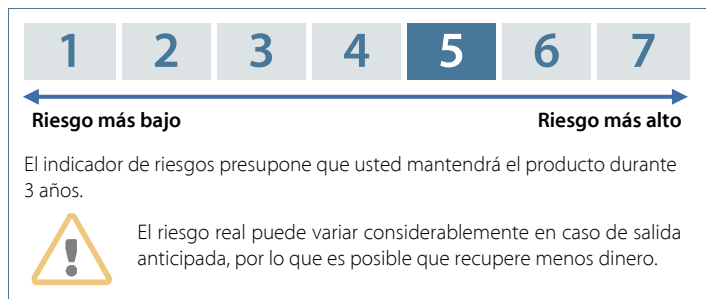 1 2 3 4 5 6 7
Riesgo más bajo Riesgo más alto
El indicador de riesgos presupone que usted mantendrá el producto durante
3 años.
El riesgo real puede variar considerablemente en caso de salida
anticipada, por lo que es posible que recupere menos dinero.